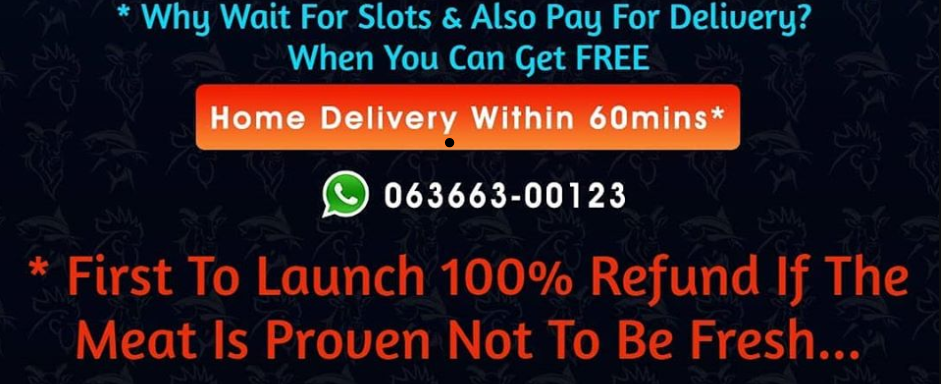 * Why Wait For Slots & Also Pay For Delivery?
When You Can Get FREE
Home Delivery Within 60mins*
063663-00123
* First To Launch 100% Refund If The
Meat Is Proven Not To Be Fresh...